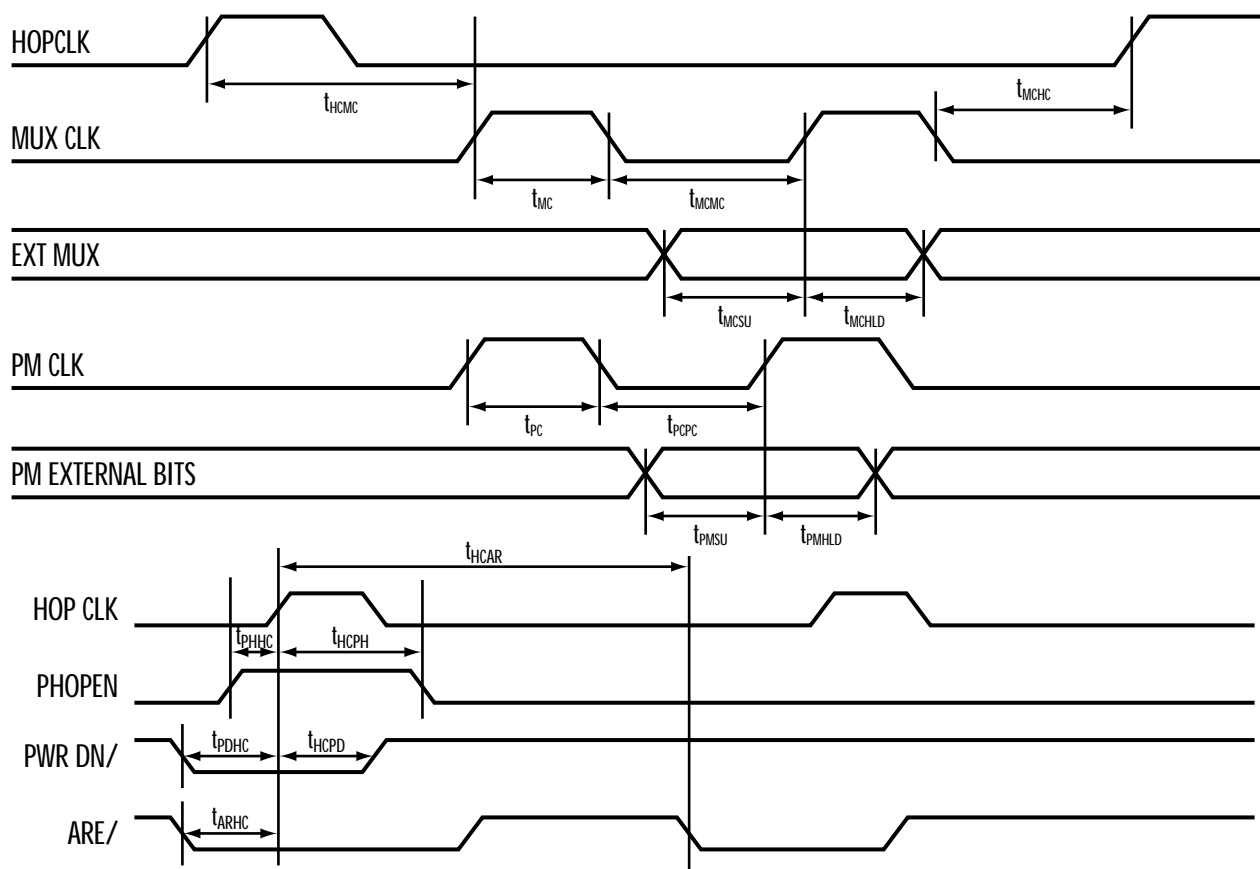 HOPCLK
tHCMC
tMCHC
MUX CLK
tMC
tMCMC
EXT MUX
tMCSU
tMCHLD
PM CLK
tPC
tPCPC
PM EXTERNAL BITS
tPMSU
tPMHLD
tHCAR
HOP CLK
tPHHC
tHCPH
PHOPEN
tPDHC
tHCPD
PWR DN/
tARHC
ARE/